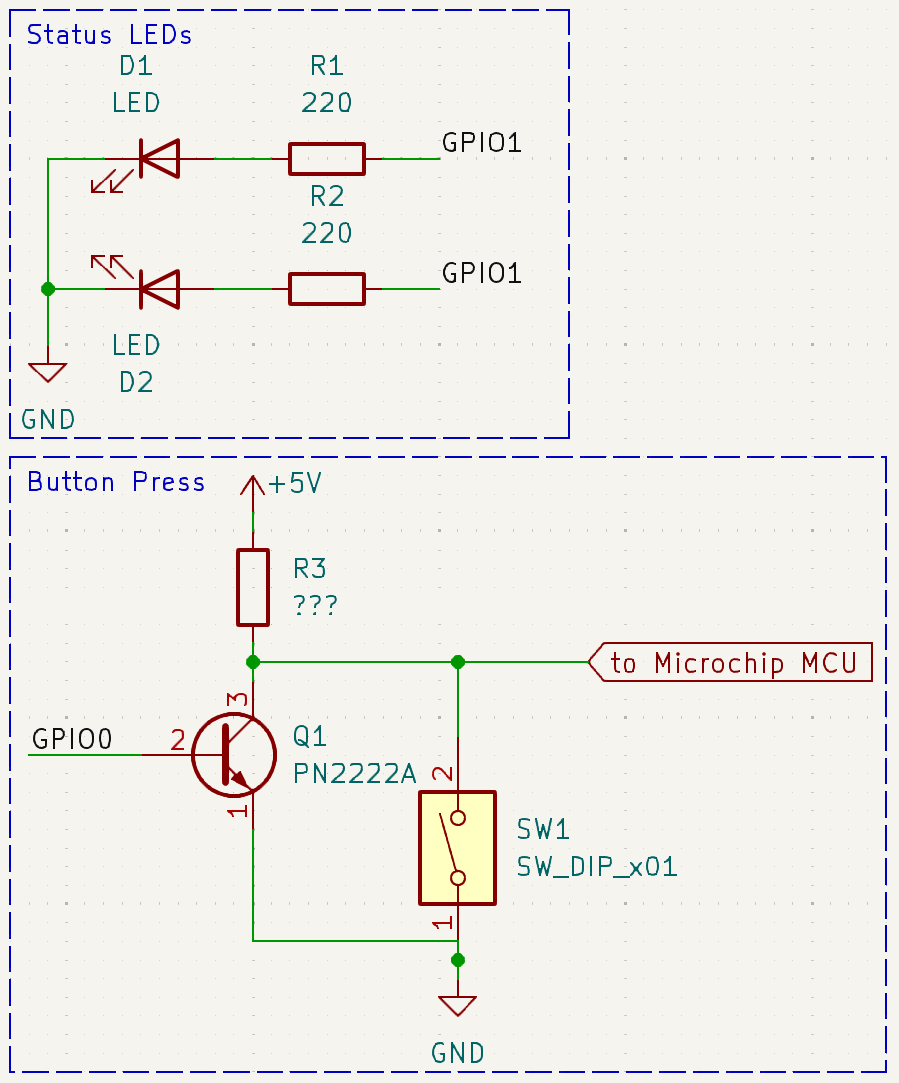 Status LEDs
D1
LED
R1
220
GPIO1
R2
220
GPIO1
LED
D2
GND
Button Press
+5V
R3
???
to Microchip MCU
3
GPIO0
2
Q1
PN2222A
1
2
SW1
SW_DIP_x01
1
GND